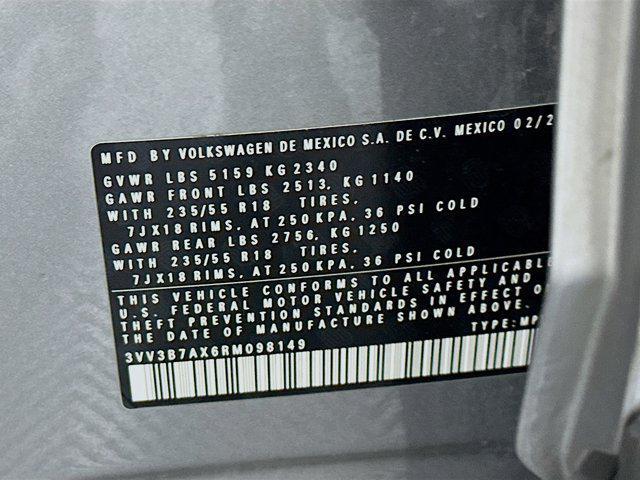 MFD BY VOLKSWAGEN DE MEXICO S.A. DE C.V. MEXICO 02/2
GVWR LBS 5159 KG 2340
GAWR FRONT LBS 2513, KG 1140
WITH 235/55 R18 TIRES.
7JX18 RIMS, AT 250 KPA, 36 PSI COLD
GAWR REAR LBS 2756, KG 1250
WITH 235/55 R18 TIRES.
7JX18 RIMS, AT 250 KPA, 36 PSI COLD
THIS VEHICLE CONFORMS TO ALL APPLICABLE
U.S. FEDERAL MOTOR VEHICLE SAFETY AND
THEFT PREVENTION STANDARDS IN EFFECT O
THE DATE OF MANUFACTURE SHOWN ABOVE.
3VV3B7AX6RM098149 TYPE: MP